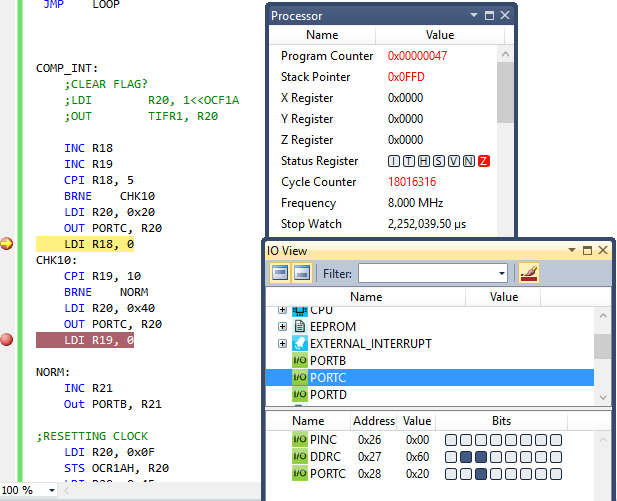 JMP LOOP
COMP_INT:
;CLEAR FLAG?
;LDI R20, 1<<OCF1A
;OUT TIFR1, R20
INC R18
INC R19
CPI R18, 5
BRNE CHK10
LDI R20, 0x20
OUT PORTC, R20
LDI R18, 0
CHK10:
CPI R19, 10
BRNE NORM
LDI R20, 0x40
OUT PORTC, R20
LDI R19, 0
NORM:
INC R21
Out PORTB, R21
;RESETTING CLOCK
LDI R20, 0x0F
STS OCR1AH, R20
100 %
Processor
Name Value
Program Counter 0x00000047
Stack Pointer 0x0FFD
X Register 0x0000
Y Register 0x0000
Z Register 0x0000
Status Register I T H S V N Z
Cycle Counter 18016316
Frequency 8.000 MHz
Stop Watch 2,252,039.50 µs
IO View
Filter:
Name Value
CPU
EEPROM
EXTERNAL_INTERRUPT
I/O PORTB
I/O PORTC
I/O PORTD
Name Address Value Bits
I/O PINC 0x26 0x00
I/O DDRC 0x27 0x60
I/O PORTC 0x28 0x20